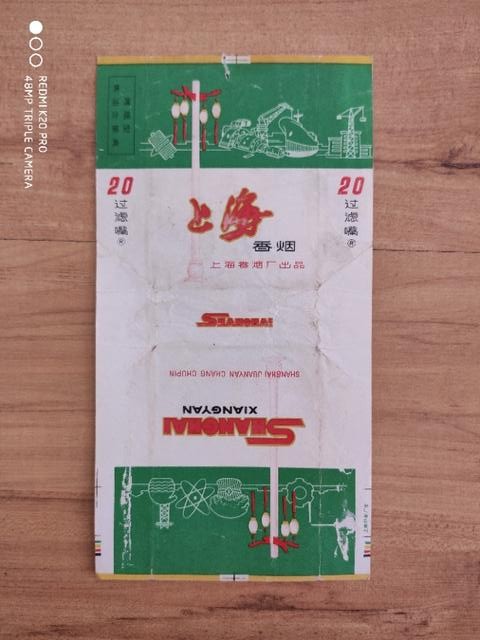 REDMI K20 PRO
48MP TRIPLE CAMERA
20
过滤嘴®
上海
香烟
上海卷烟厂出品
20
过滤嘴®
SHANGHAI
SHANGHAI JUANYAN CHANG CHUPIN
XIANGYAN
SHANGHAI